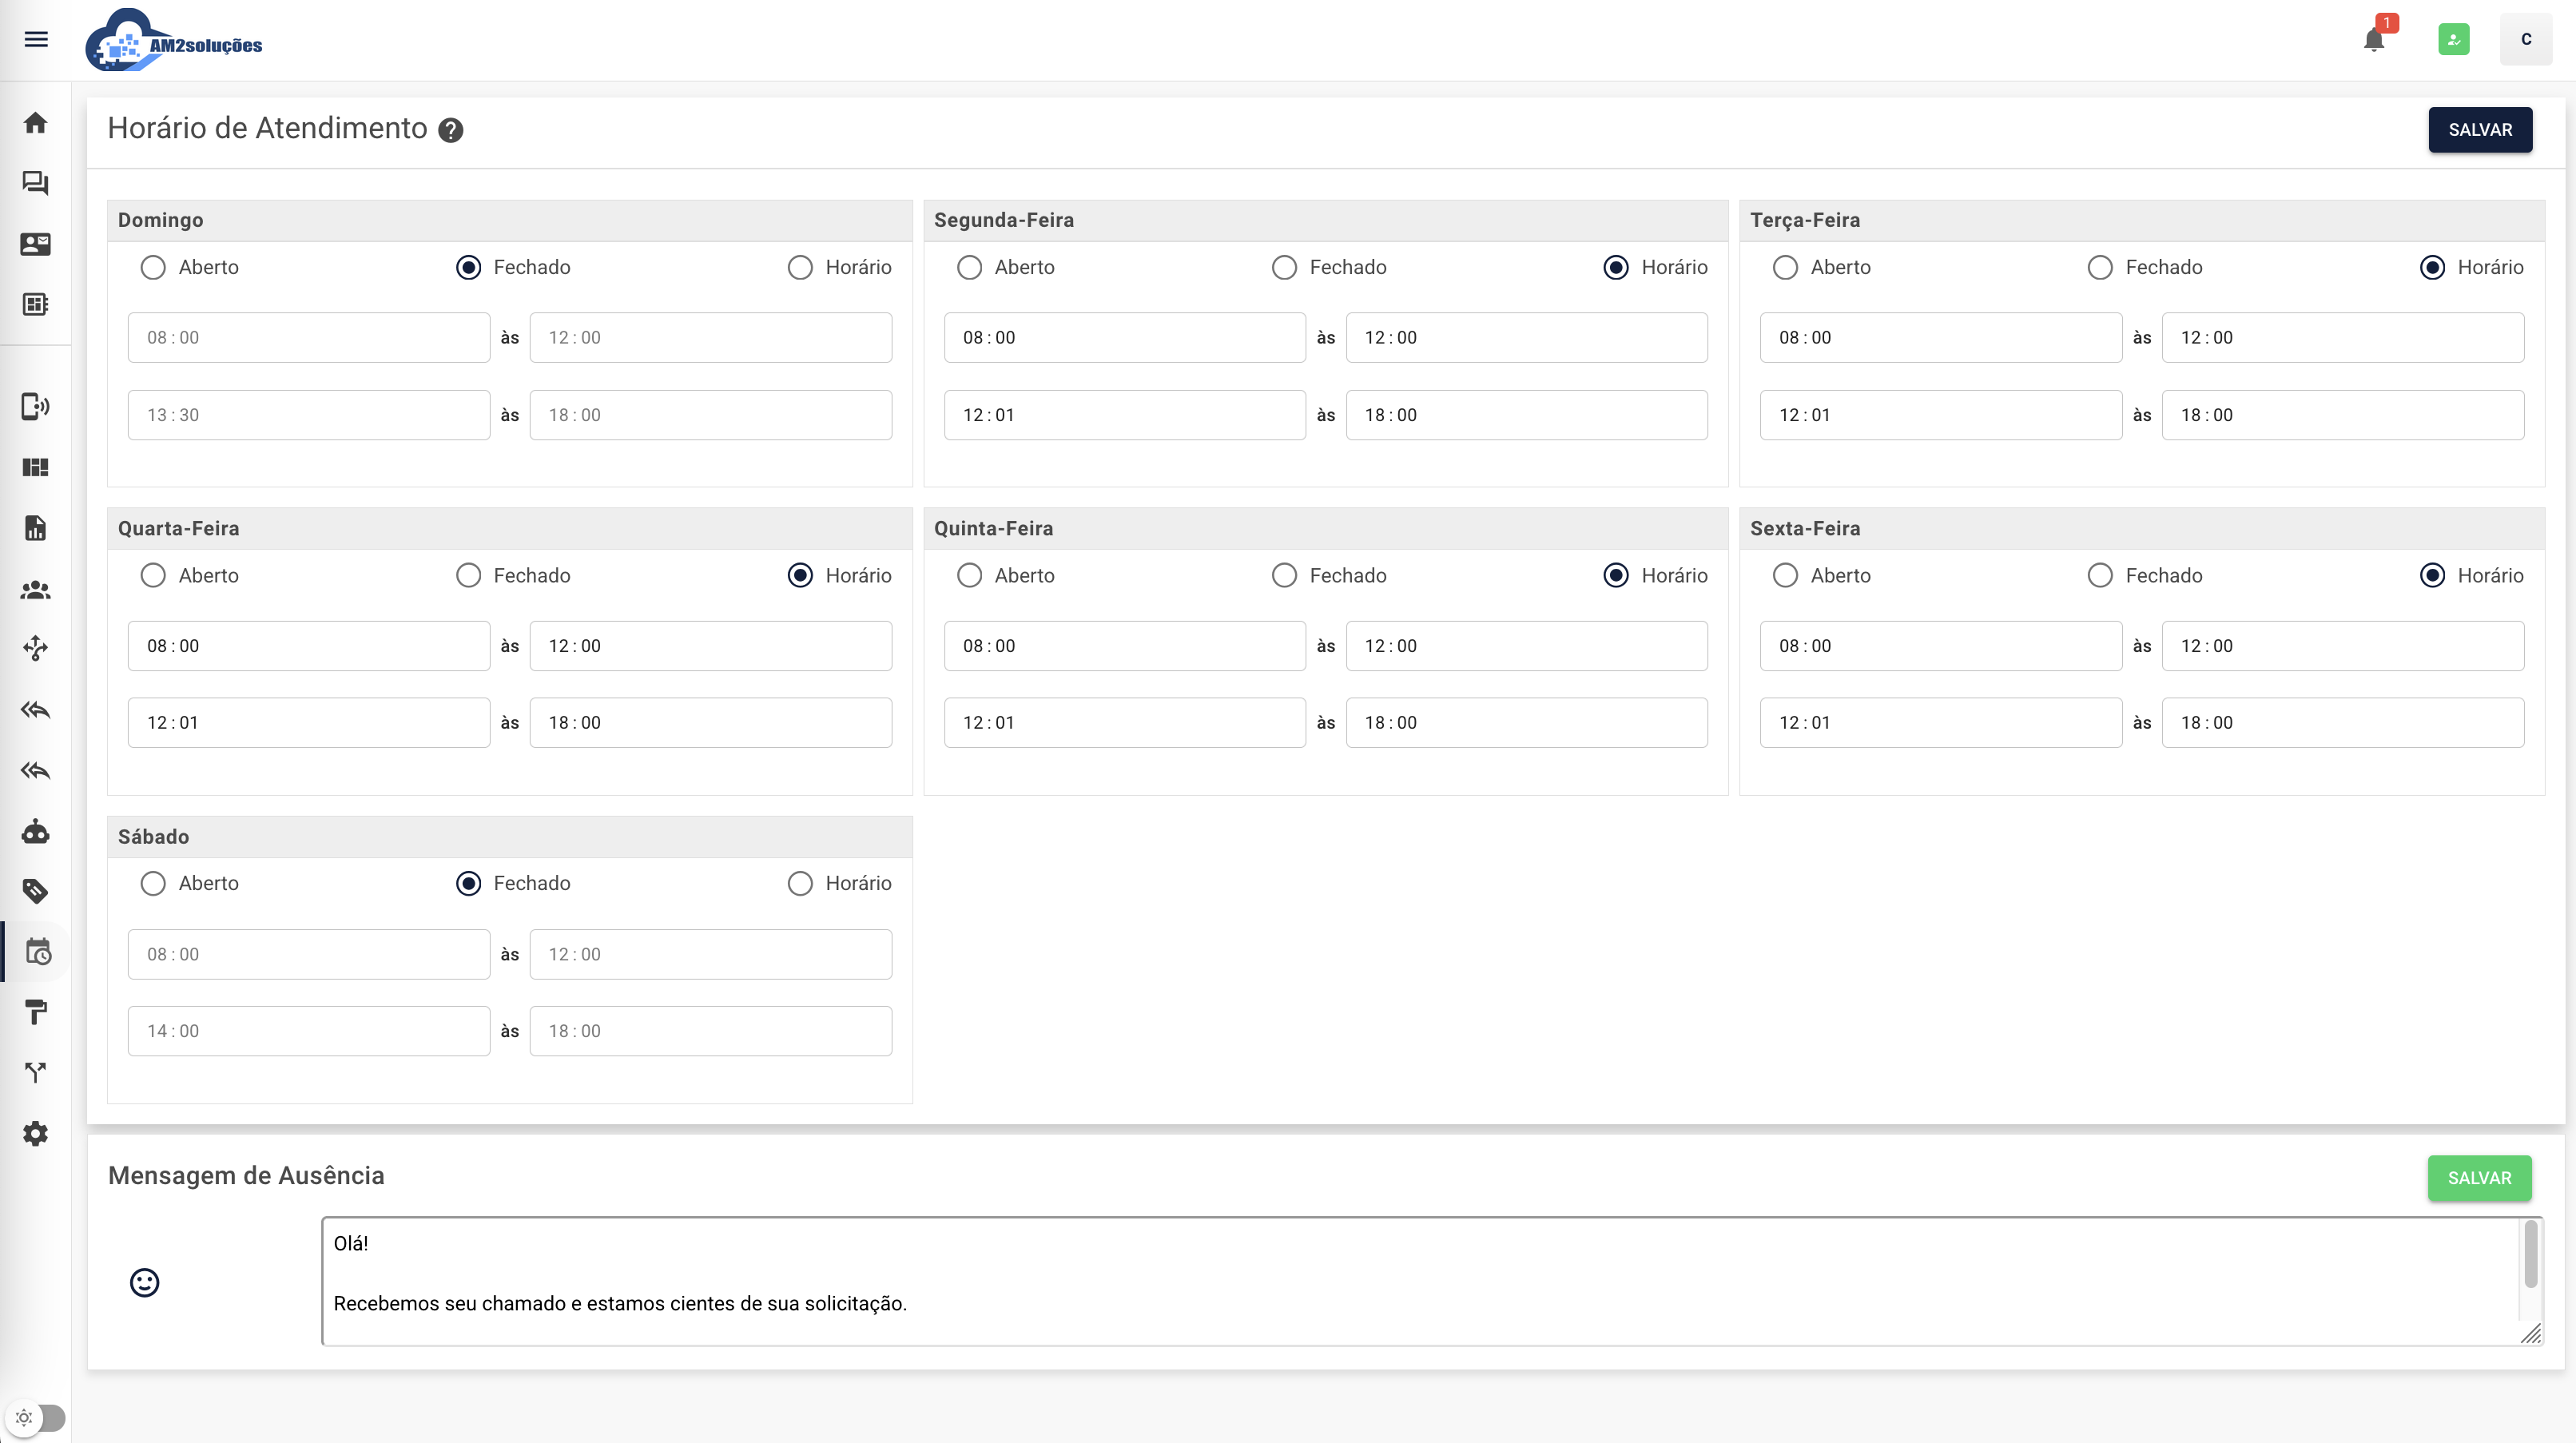 AM2soluções
1
C
Horário de Atendimento ?
SALVAR
Domingo
Aberto Fechado Horário
08 : 00 às 12 : 00
13 : 30 às 18 : 00
Segunda-Feira
Aberto Fechado Horário
08 : 00 às 12 : 00
12 : 01 às 18 : 00
Terça-Feira
Aberto Fechado Horário
08 : 00 às 12 : 00
12 : 01 às 18 : 00
Quarta-Feira
Aberto Fechado Horário
08 : 00 às 12 : 00
12 : 01 às 18 : 00
Quinta-Feira
Aberto Fechado Horário
08 : 00 às 12 : 00
12 : 01 às 18 : 00
Sexta-Feira
Aberto Fechado Horário
08 : 00 às 12 : 00
12 : 01 às 18 : 00
Sábado
Aberto Fechado Horário
08 : 00 às 12 : 00
14 : 00 às 18 : 00
Mensagem de Ausência
SALVAR
Olá!
Recebemos seu chamado e estamos cientes de sua solicitação.